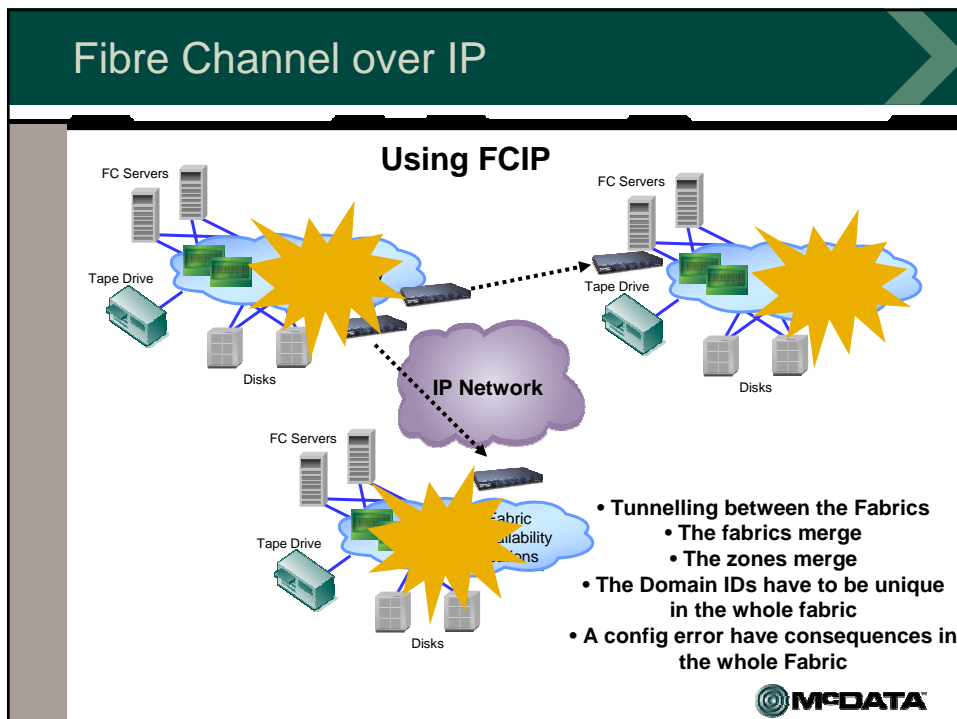 Fibre Channel over IP
Using FCIP
FC Servers
Tape Drive
Disks
FC Servers
Tape Drive
Disks
IP Network
FC Servers
Tape Drive
Disks
• Tunnelling between the Fabrics
• The fabrics merge
• The zones merge
• The Domain IDs have to be unique
in the whole fabric
• A config error have consequences in
the whole Fabric
McDATA